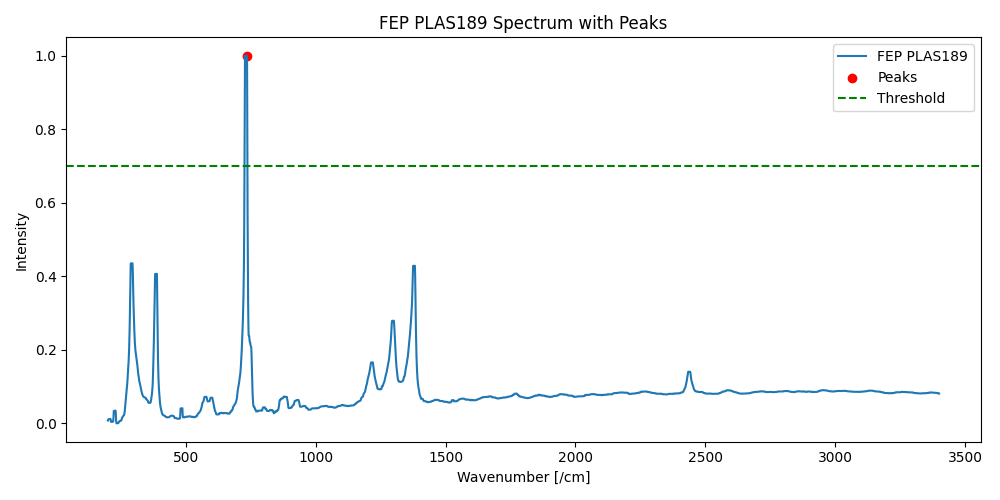 FEP PLAS189 Spectrum with Peaks
1.0
0.8
0.6
0.4
0.2
0.0
Intensity
500
1000
1500
2000
2500
3000
3500
Wavenumber [/cm]
FEP PLAS189
Peaks
Threshold